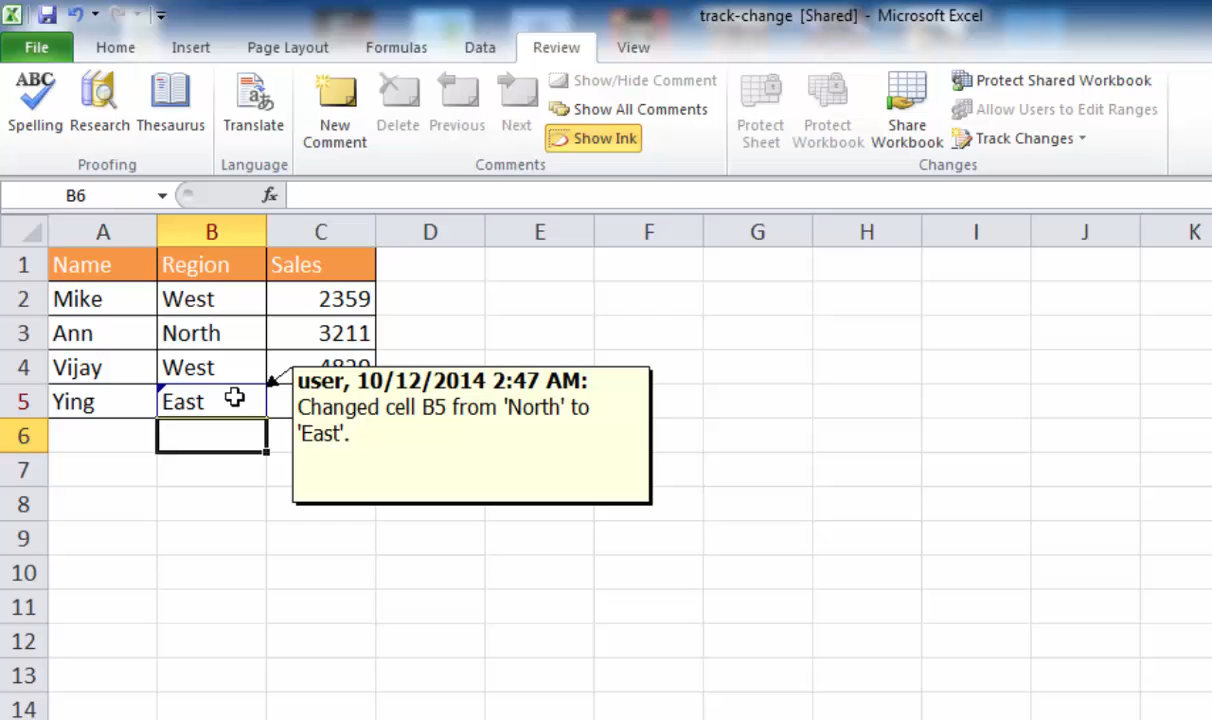 track-change [Shared] - Microsoft Excel
File Home Insert Page Layout Formulas Data Review View
ABC
Spelling Research Thesaurus
Proofing
Translate
Language
New Comment
Delete Previous Next
Show/Hide Comment
Show All Comments
Show Ink
Comments
Protect Sheet
Protect Workbook
Share Workbook
Protect Shared Workbook
Allow Users to Edit Ranges
Track Changes
Changes
B6 fx
A B C D E F G H I J K
1 Name Region Sales
2 Mike West 2359
3 Ann North 3211
4 Vijay West
5 Ying East
user, 10/12/2014 2:47 AM:
Changed cell B5 from 'North' to
'East'.
6
7
8
9
10
11
12
13
14